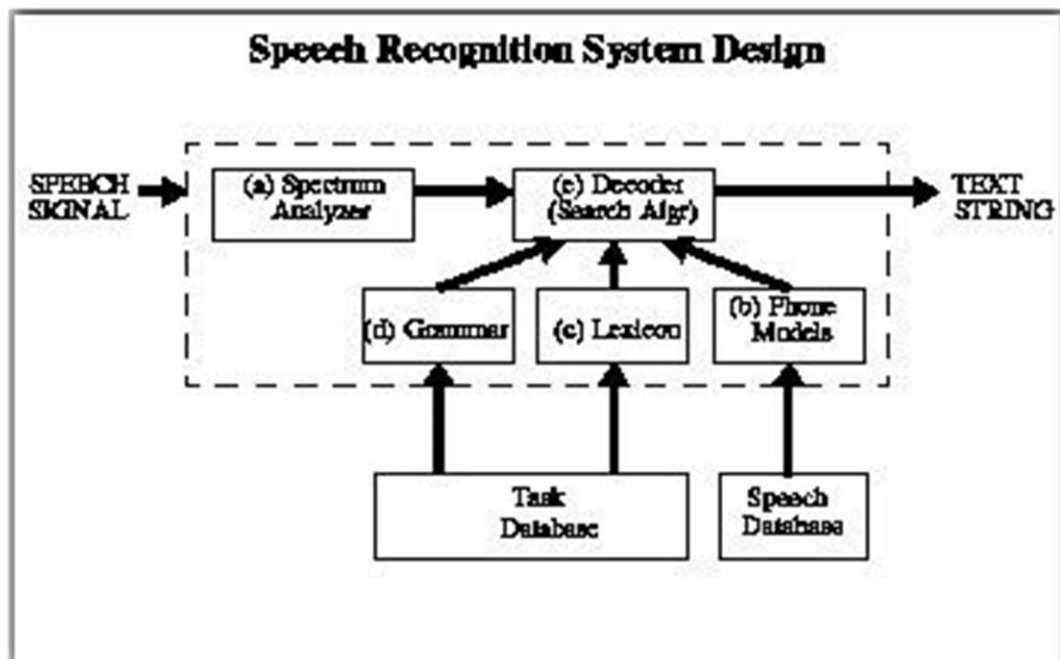 Speech Recognition System Design
SPEECH
SIGNAL
(a) Spectrum
Analyzer
(e) Decoder
(Search Algr)
TEXT
STRING
(d) Grammar
(c) Lexicon
(b) Phone
Models
Task
Database
Speech
Database